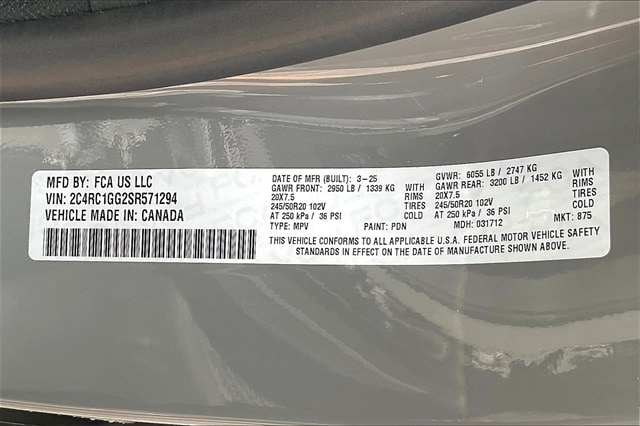 MFD BY: FCA US LLC
VIN: 2C4RC1GG2SR571294
VEHICLE MADE IN CANADA
DATE OF MFR (BUILT): 3-25 GVWR: 6055 LB / 2747 KG
GAWR FRONT: 2950 LB / 1339 KG WITH GAWR REAR: 3200 LB / 1452 KG WITH
20X7.5 RIMS 20X7.5 RIMS
245/50R20 102V TIRES 245/50R20 102V TIRES
AT 250 kPa / 36 PSI COLD AT 250 kPa / 36 PSI COLD
TYPE: MPV PAINT: PDN MDH: 031712 MKT: 875
THIS VEHICLE CONFORMS TO ALL APPLICABLE U.S.A. FEDERAL MOTOR VEHICLE SAFETY
STANDARDS IN EFFECT ON THE DATE OF MANUFACTURE SHOWN ABOVE.